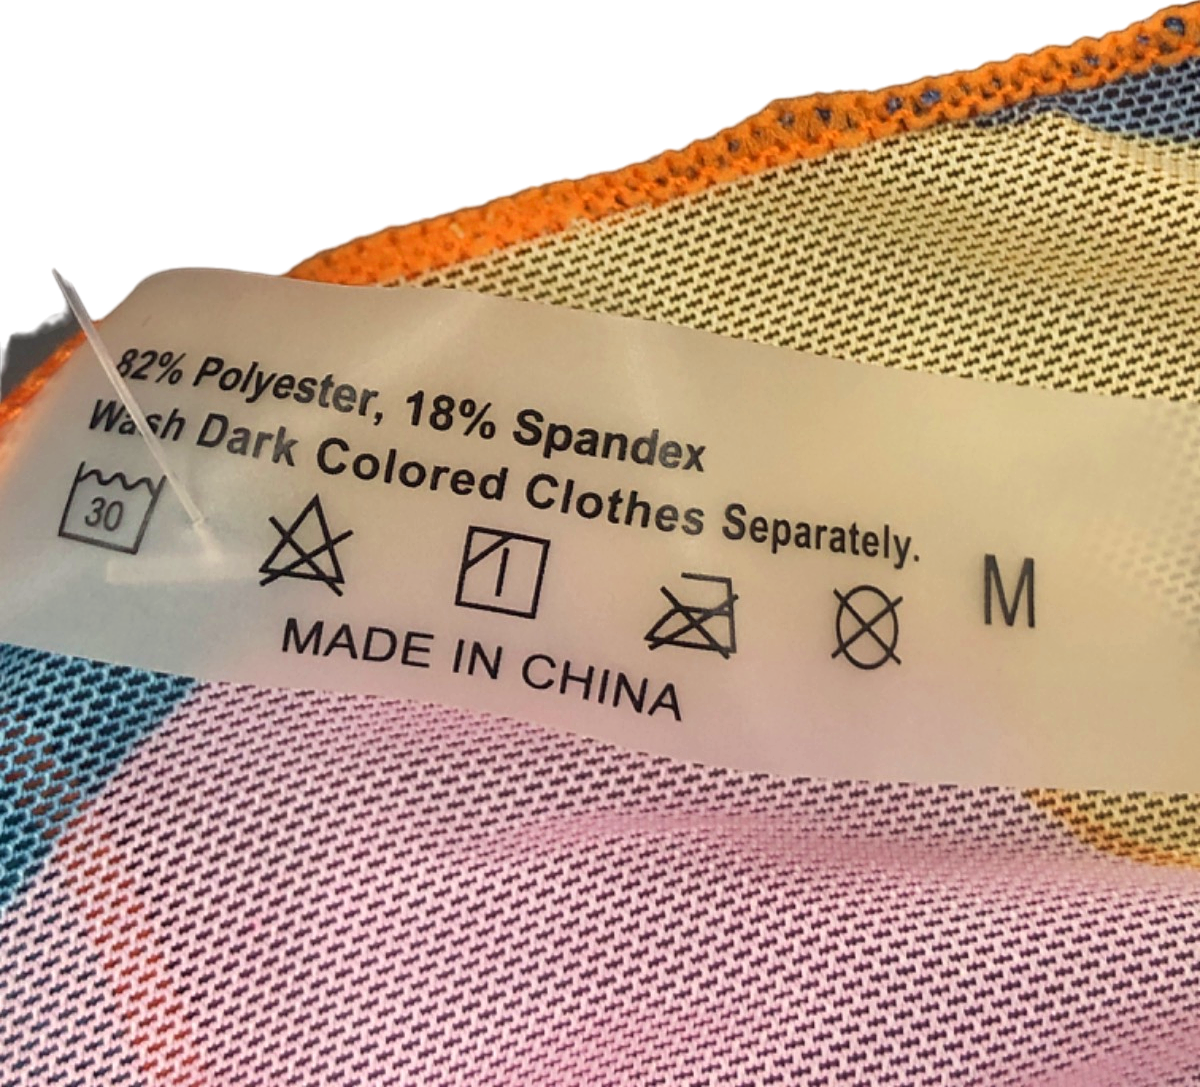 82% Polyester, 18% Spandex
Wash Dark Colored Clothes Separately.
30
M
MADE IN CHINA